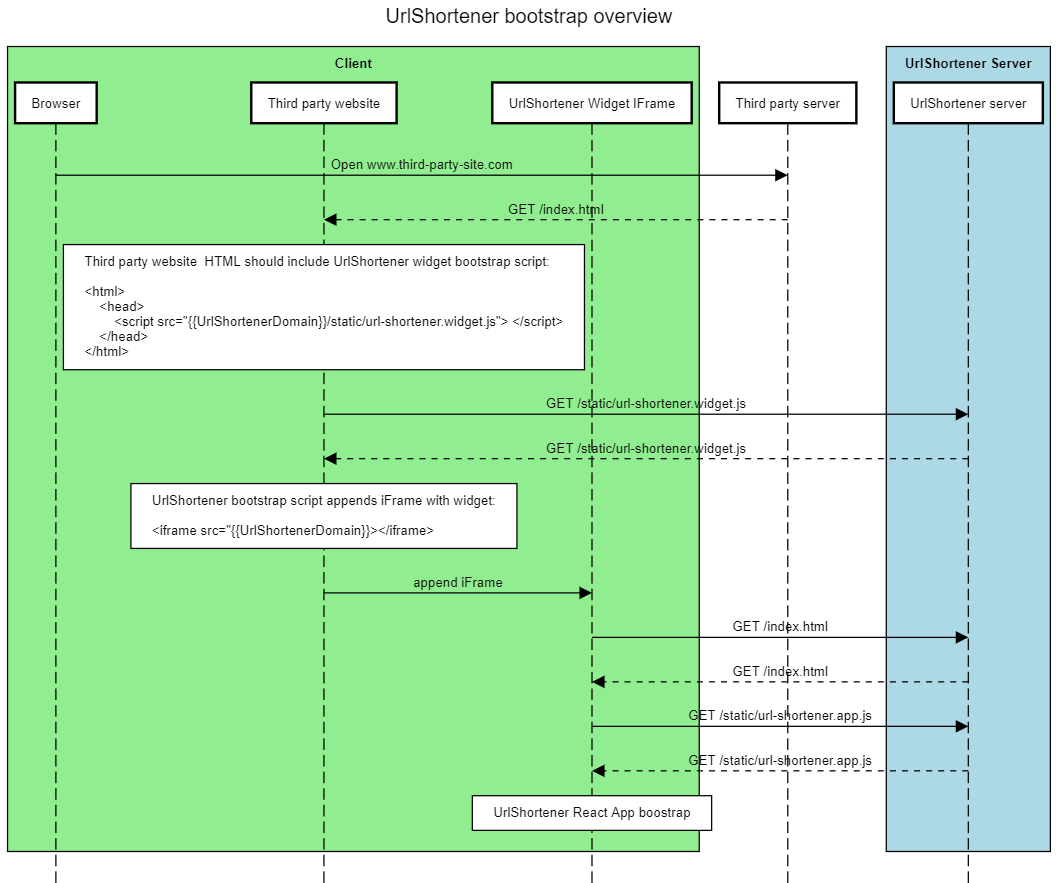 UrlShortener bootstrap overview
Client
UrlShortener Server
Browser
Third party website
UrlShortener Widget IFrame
Third party server
UrlShortener server
Open www.third-party-site.com
GET /index.html
Third party website  HTML should include UrlShortener widget bootstrap script:
<html>
<head>
<script src="{{UrlShortenerDomain}}/static/url-shortener.widget.js"> </script>
</head>
</html>
GET /static/url-shortener.widget.js
GET /static/url-shortener.widget.js
UrlShortener bootstrap script appends iFrame with widget:
<iframe src="{{UrlShortenerDomain}}></iframe>
append iFrame
GET /index.html
GET /index.html
GET /static/url-shortener.app.js
GET /static/url-shortener.app.js
UrlShortener React App boostrap